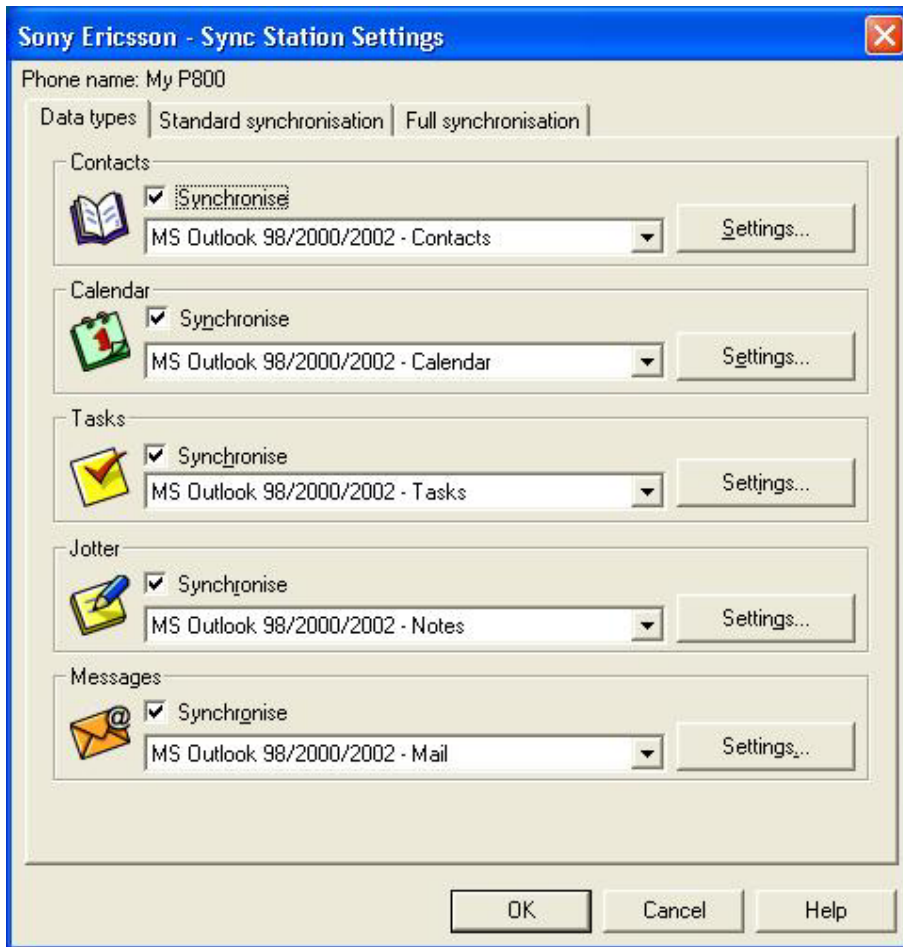 Sony Ericsson - Sync Station Settings
Phone name: My P800
Data types Standard synchronisation Full synchronisation
Contacts
Synchronise
MS Outlook 98/2000/2002 - Contacts Settings...
Calendar
1
Synchronise
MS Outlook 98/2000/2002 - Calendar Settings...
Tasks
Synchronise
MS Outlook 98/2000/2002 - Tasks Settings...
Jotter
Synchronise
MS Outlook 98/2000/2002 - Notes Settings...
Messages
@ Synchronise
MS Outlook 98/2000/2002 - Mail Settings...
OK Cancel Help